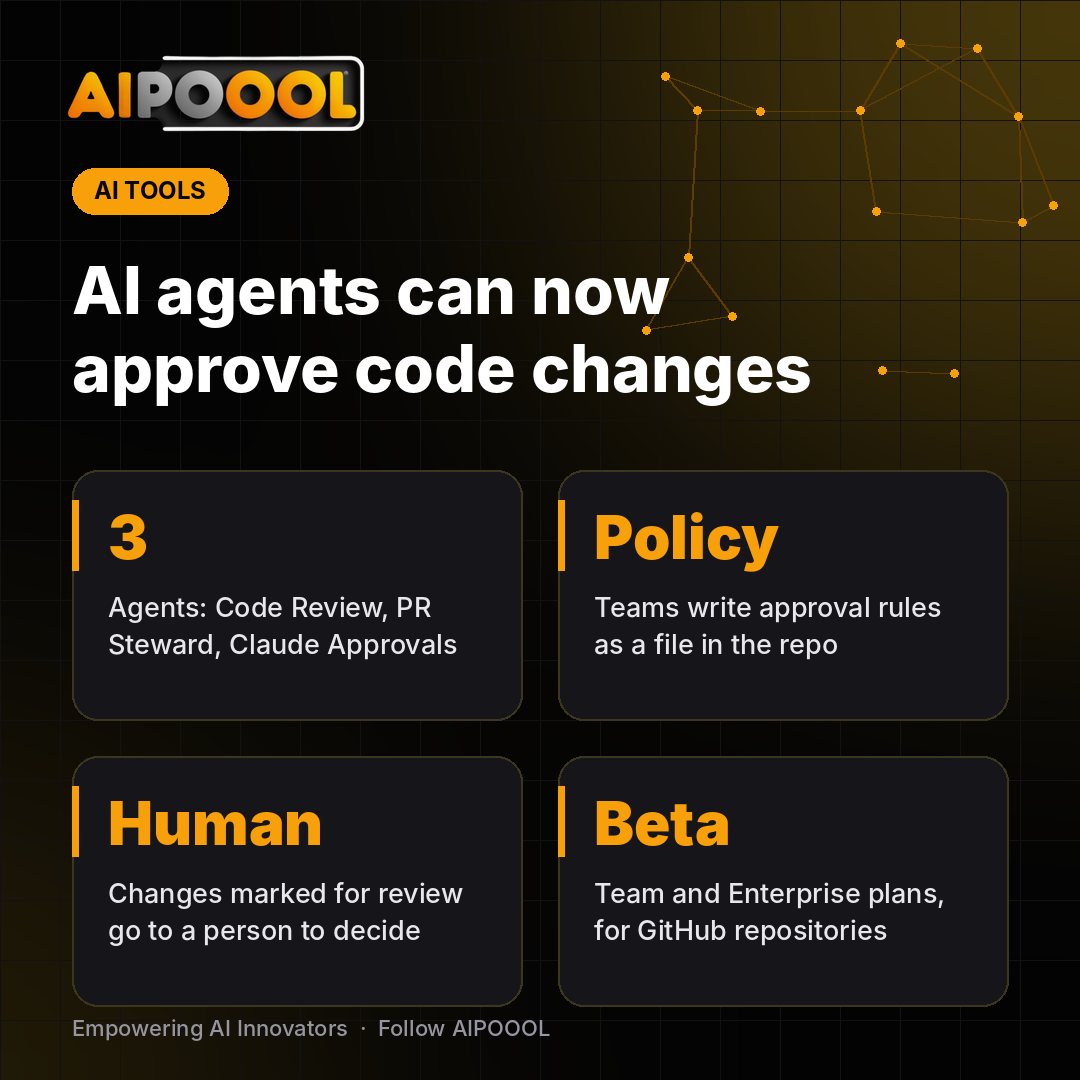 AIPOOOL
AI TOOLS
AI agents can now
approve code changes
3
Agents: Code Review, PR
Steward, Claude Approvals
Policy
Teams write approval rules
as a file in the repo
Human
Changes marked for review
go to a person to decide
Beta
Team and Enterprise plans,
for GitHub repositories
Empowering AI Innovators · Follow AIPOOOL